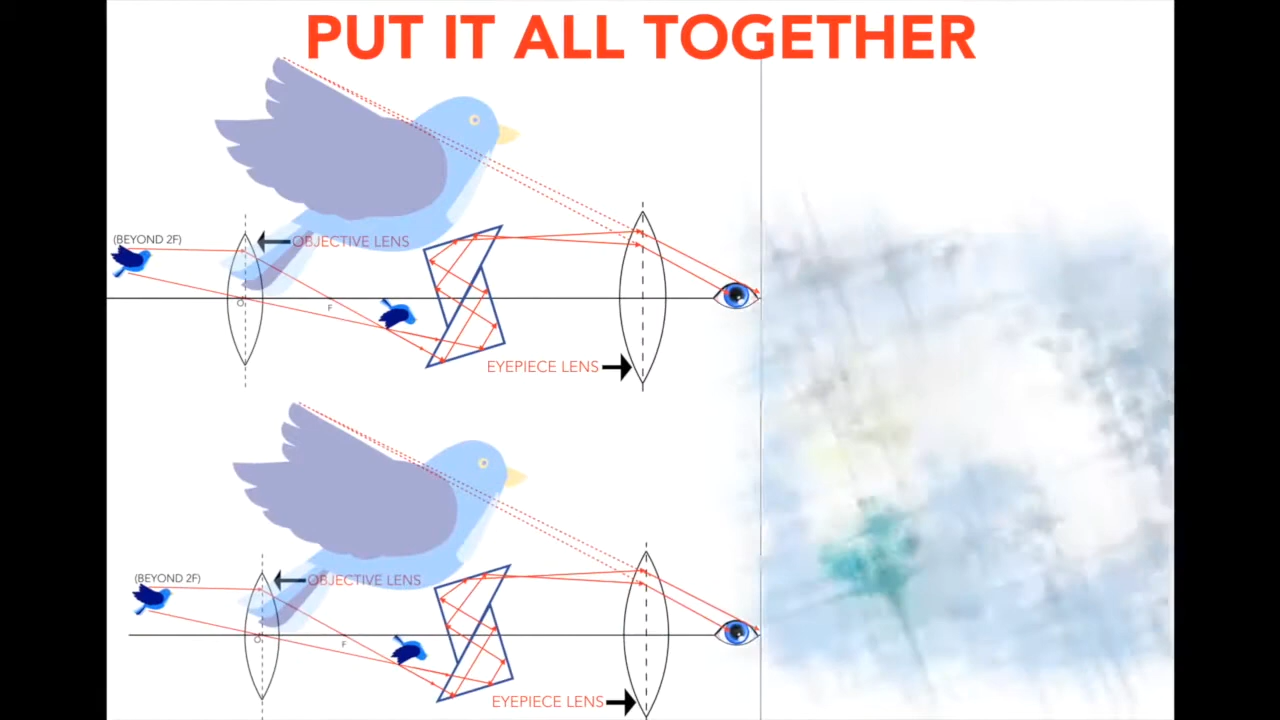 PUT IT ALL TOGETHER
(BEYOND 2F)
OBJECTIVE LENS
O
F
EYEPIECE LENS
(BEYOND 2F)
OBJECTIVE LENS
O
F
EYEPIECE LENS